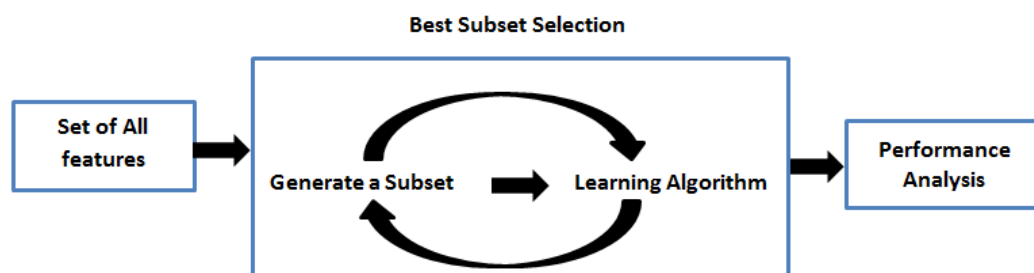 Best Subset Selection
Set of All
features
Generate a Subset
Learning Algorithm
Performance
Analysis